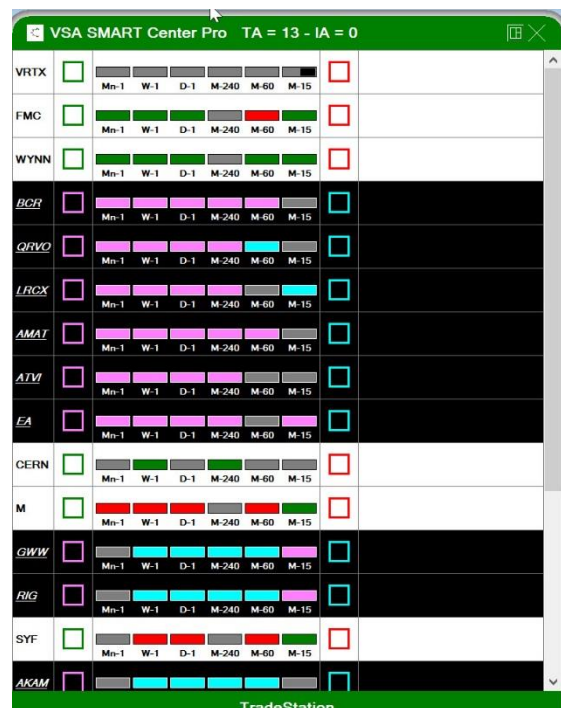 VSA SMART Center Pro TA = 13 - IA = 0
VRTX
Mn-1 W-1 D-1 M-240 M-60 M-15
FMC
Mn-1 W-1 D-1 M-240 M-60 M-15
WYNN
Mn-1 W-1 D-1 M-240 M-60 M-15
BCR
Mn-1 W-1 D-1 M-240 M-60 M-15
QRVO
Mn-1 W-1 D-1 M-240 M-60 M-15
LRCX
Mn-1 W-1 D-1 M-240 M-60 M-15
AMAT
Mn-1 W-1 D-1 M-240 M-60 M-15
ATVI
Mn-1 W-1 D-1 M-240 M-60 M-15
EA
Mn-1 W-1 D-1 M-240 M-60 M-15
CERN
Mn-1 W-1 D-1 M-240 M-60 M-15
M
Mn-1 W-1 D-1 M-240 M-60 M-15
GWW
Mn-1 W-1 D-1 M-240 M-60 M-15
RIG
Mn-1 W-1 D-1 M-240 M-60 M-15
SYF
Mn-1 W-1 D-1 M-240 M-60 M-15
AKAM
TradeStation